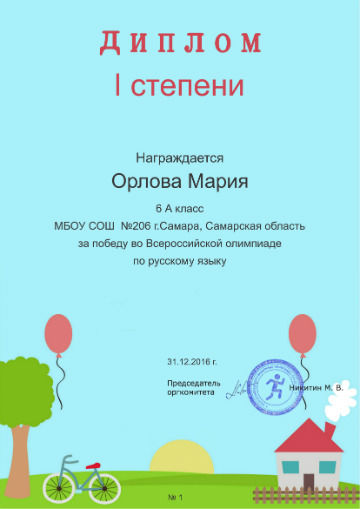 ДИПЛОМ
I степени
Награждается
Орлова Мария
6 А класс
МБОУ СОШ №206 г.Самара, Самарская область
за победу во Всероссийской олимпиаде
по русскому языку
31.12.2016 г.
Председатель
оргкомитета
Никитин М. В.
№ 1